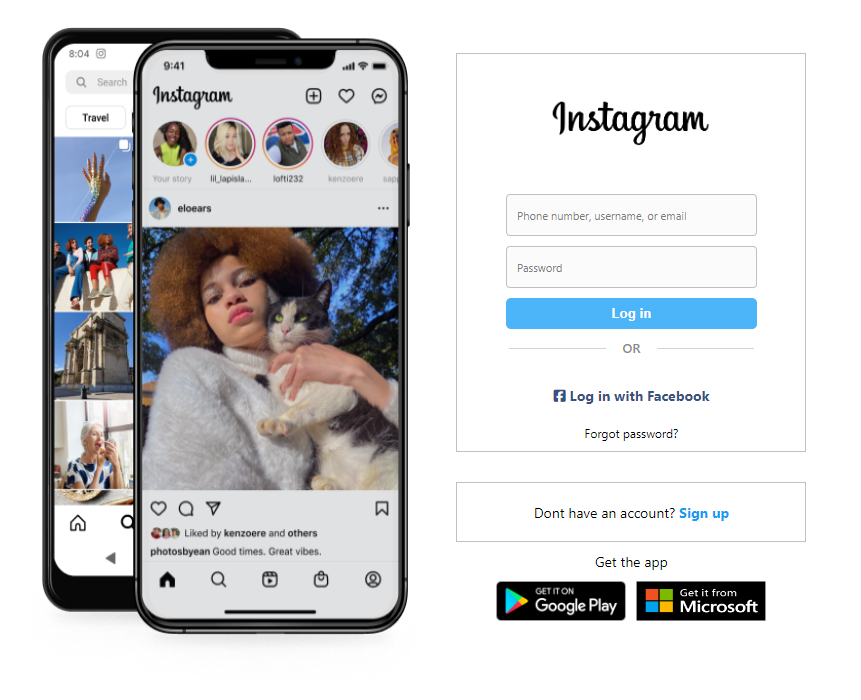 8:04
Search
Travel
9:41
Instagram
Your story
lil_lapisla...
lofti232
kenzoere
eloears
Liked by kenzoere and others
photosbyean Good times. Great vibes.
Instagram
Phone number, username, or email
Password
Log in
OR
Log in with Facebook
Forgot password?
Dont have an account? Sign up
Get the app
GET IT ON
Google Play
Get it from
Microsoft